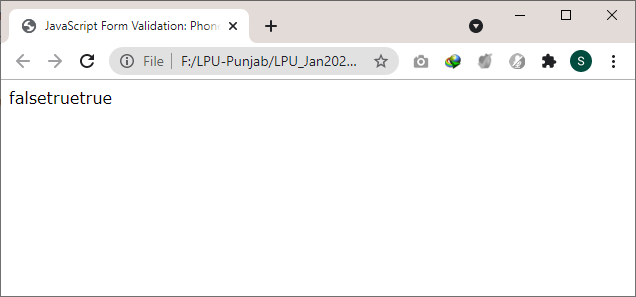 JavaScript Form Validation: Phon
File F:/LPU-Punjab/LPU_Jan202...
S
falsetruetrue